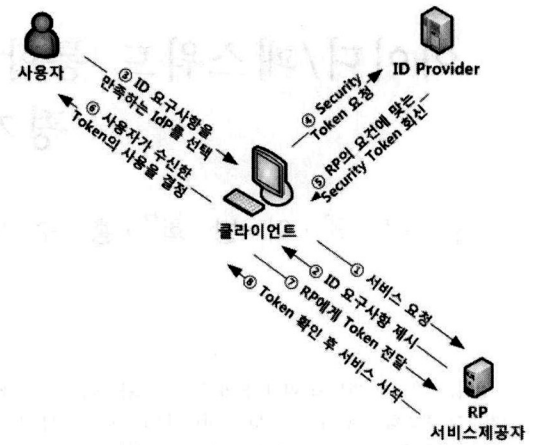 사용자
ID Provider
③ ID 요구사항을
만족하는 IdP를 선택
⑥ 사용자가 수신한
Token의 사용을 결정
④ Security
Token 요청
⑤ RP의 요건에 맞는
Security Token 회신
클라이언트
① 서비스 요청
② ID 요구사항 제시
⑦ RP에게 Token 전달
⑧ Token 확인 후 서비스 시작
RP
서비스제공자